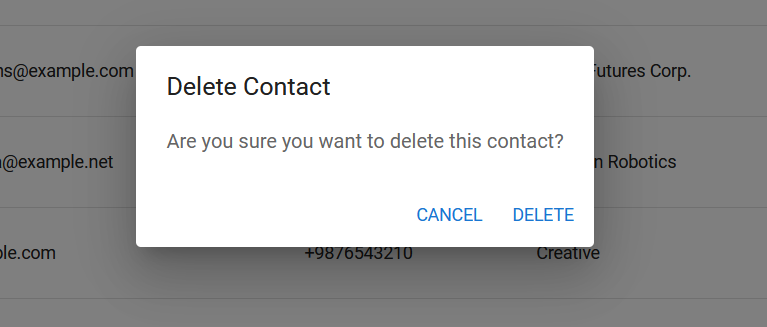 ns@example.com Futures Corp.
Delete Contact
Are you sure you want to delete this contact?
@example.net n Robotics
CANCEL DELETE
ple.com +9876543210 Creative